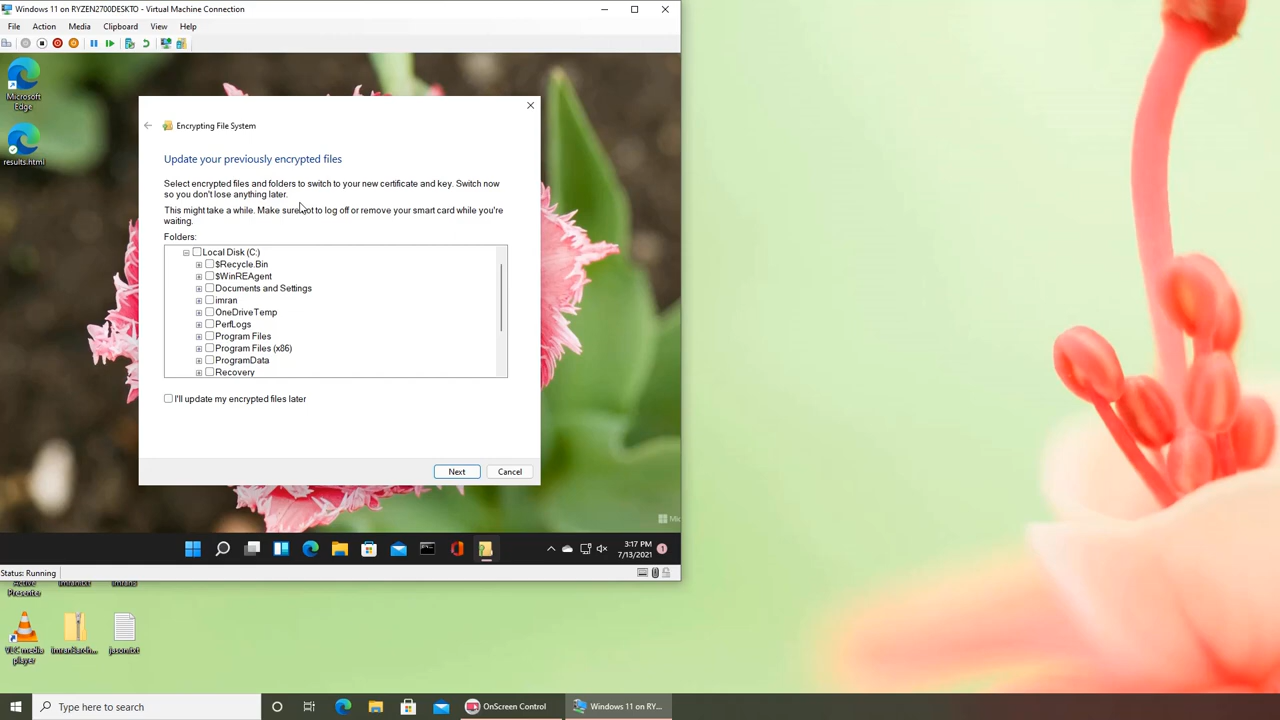 Windows 11 on RYZEN2700DESKTO - Virtual Machine Connection
File Action Media Clipboard View Help
Microsoft
Edge
results.html
Encrypting File System
Update your previously encrypted files
Select encrypted files and folders to switch to your new certificate and key. Switch now
so you don't lose anything later.
This might take a while. Make sure not to log off or remove your smart card while you're
waiting.
Folders:
Local Disk (C:)
$Recycle.Bin
$WinREAgent
Documents and Settings
imran
OneDriveTemp
PerfLogs
Program Files
Program Files (x86)
ProgramData
Recovery
I'll update my encrypted files later
Next Cancel
3:17 PM
7/13/2021
1
Status: Running
Active
Presenter
VLC media
player
jason.txt
Type here to search
OnScreen Control
Windows 11 on RY...